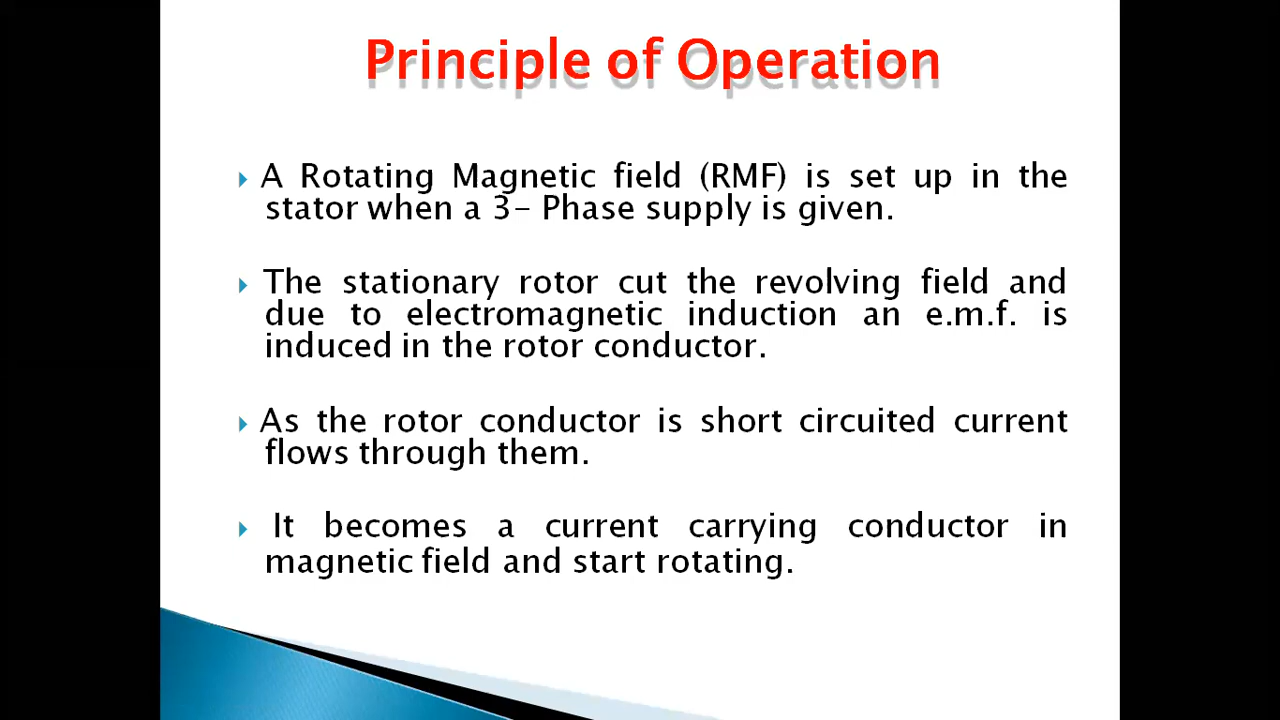 Principle of Operation
A Rotating Magnetic field (RMF) is set up in the
stator when a 3- Phase supply is given.
The stationary rotor cut the revolving field and
due to electromagnetic induction an e.m.f. is
induced in the rotor conductor.
As the rotor conductor is short circuited current
flows through them.
It becomes a current carrying conductor in
magnetic field and start rotating.